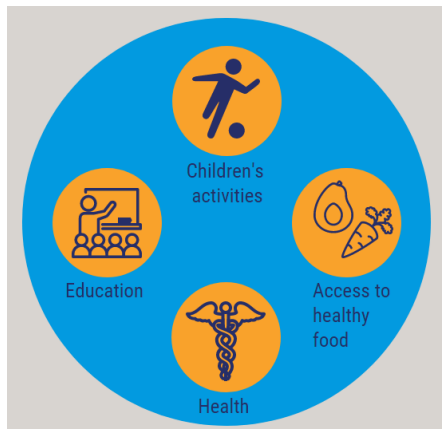 Children's
activities
Education
Access to
healthy
food
Health